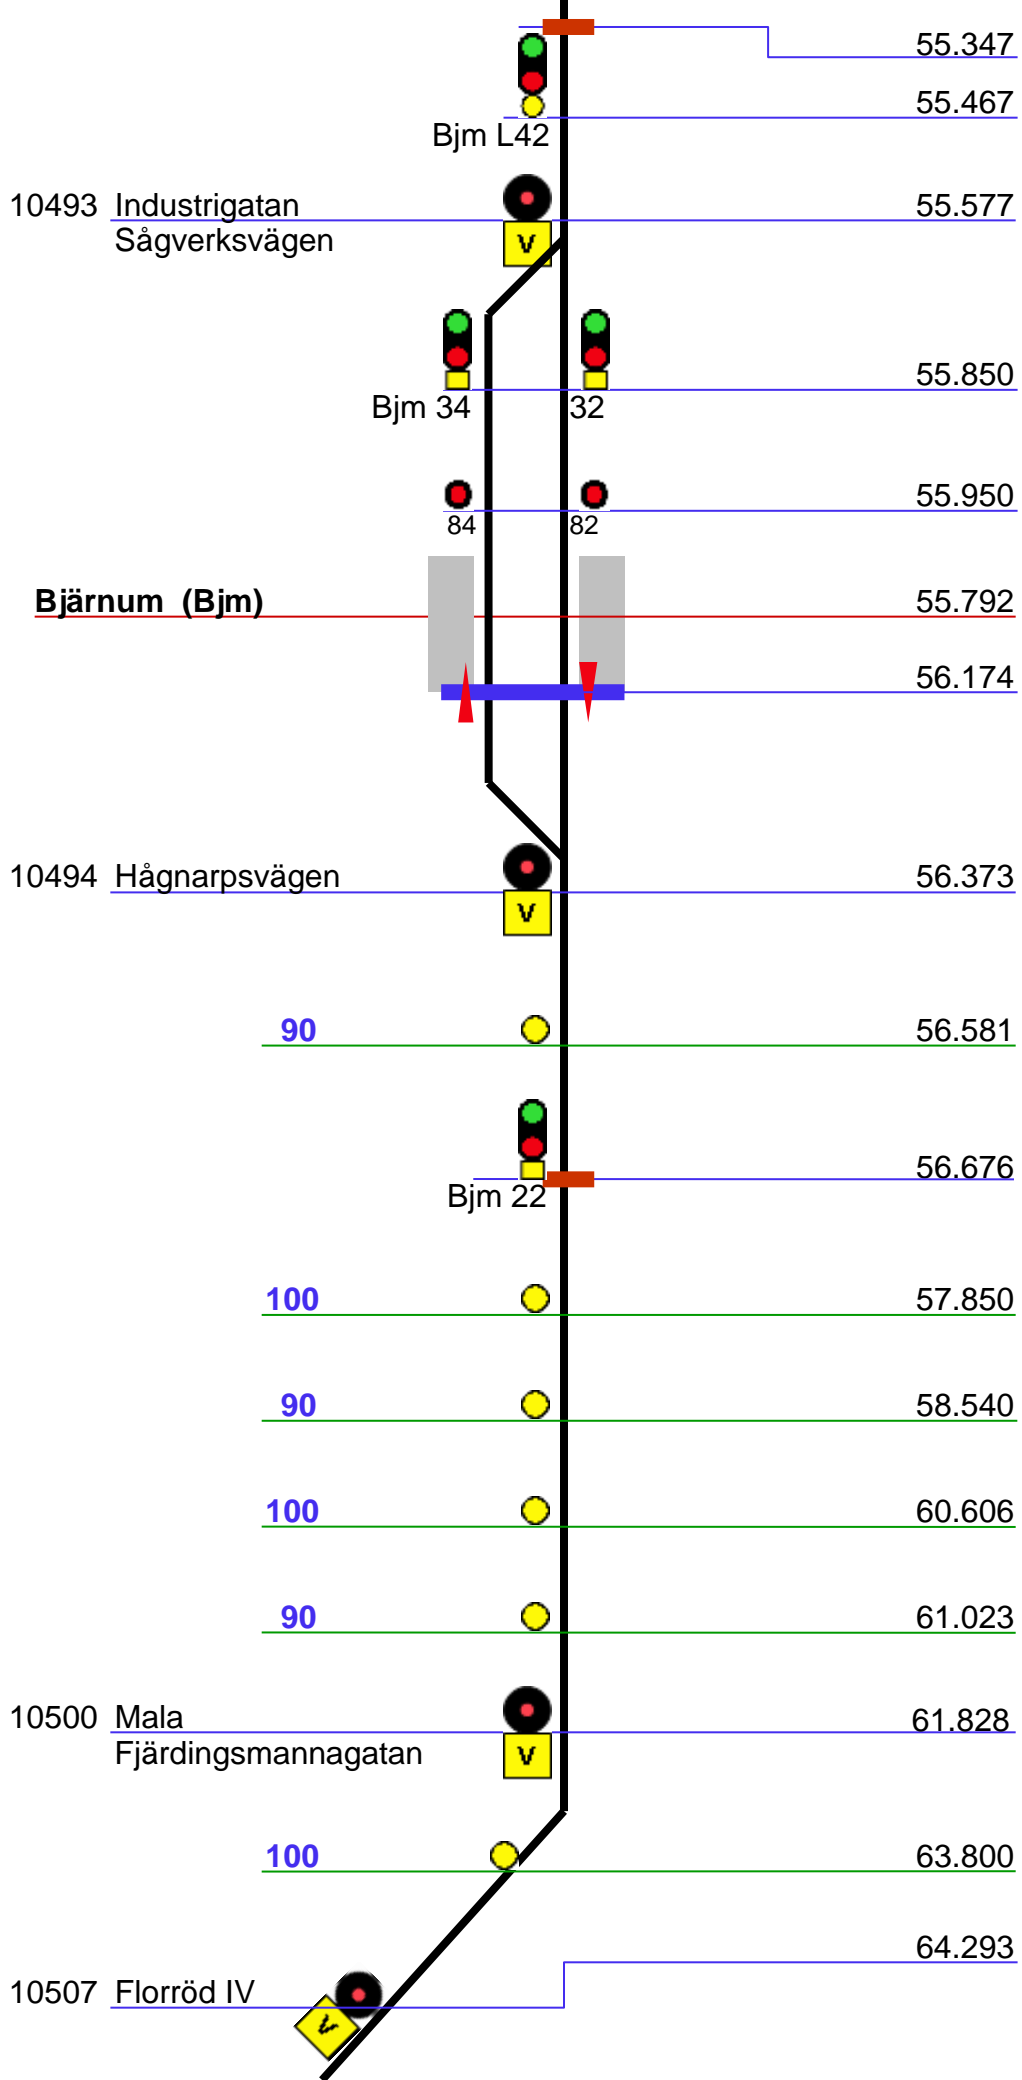 55.347
55.467
Bjm L42
10493 Industrigatan 55.577
Sågverksvägen
V
55.850
Bjm 34 32
55.950
84 82
Bjärnum (Bjm) 55.792
56.174
10494 Hågnarpsvägen 56.373
V
90 56.581
56.676
Bjm 22
100 57.850
90 58.540
100 60.606
90 61.023
10500 Mala 61.828
Fjärdingsmannagatan
V
100 63.800
64.293
10507 Florröd IV
V